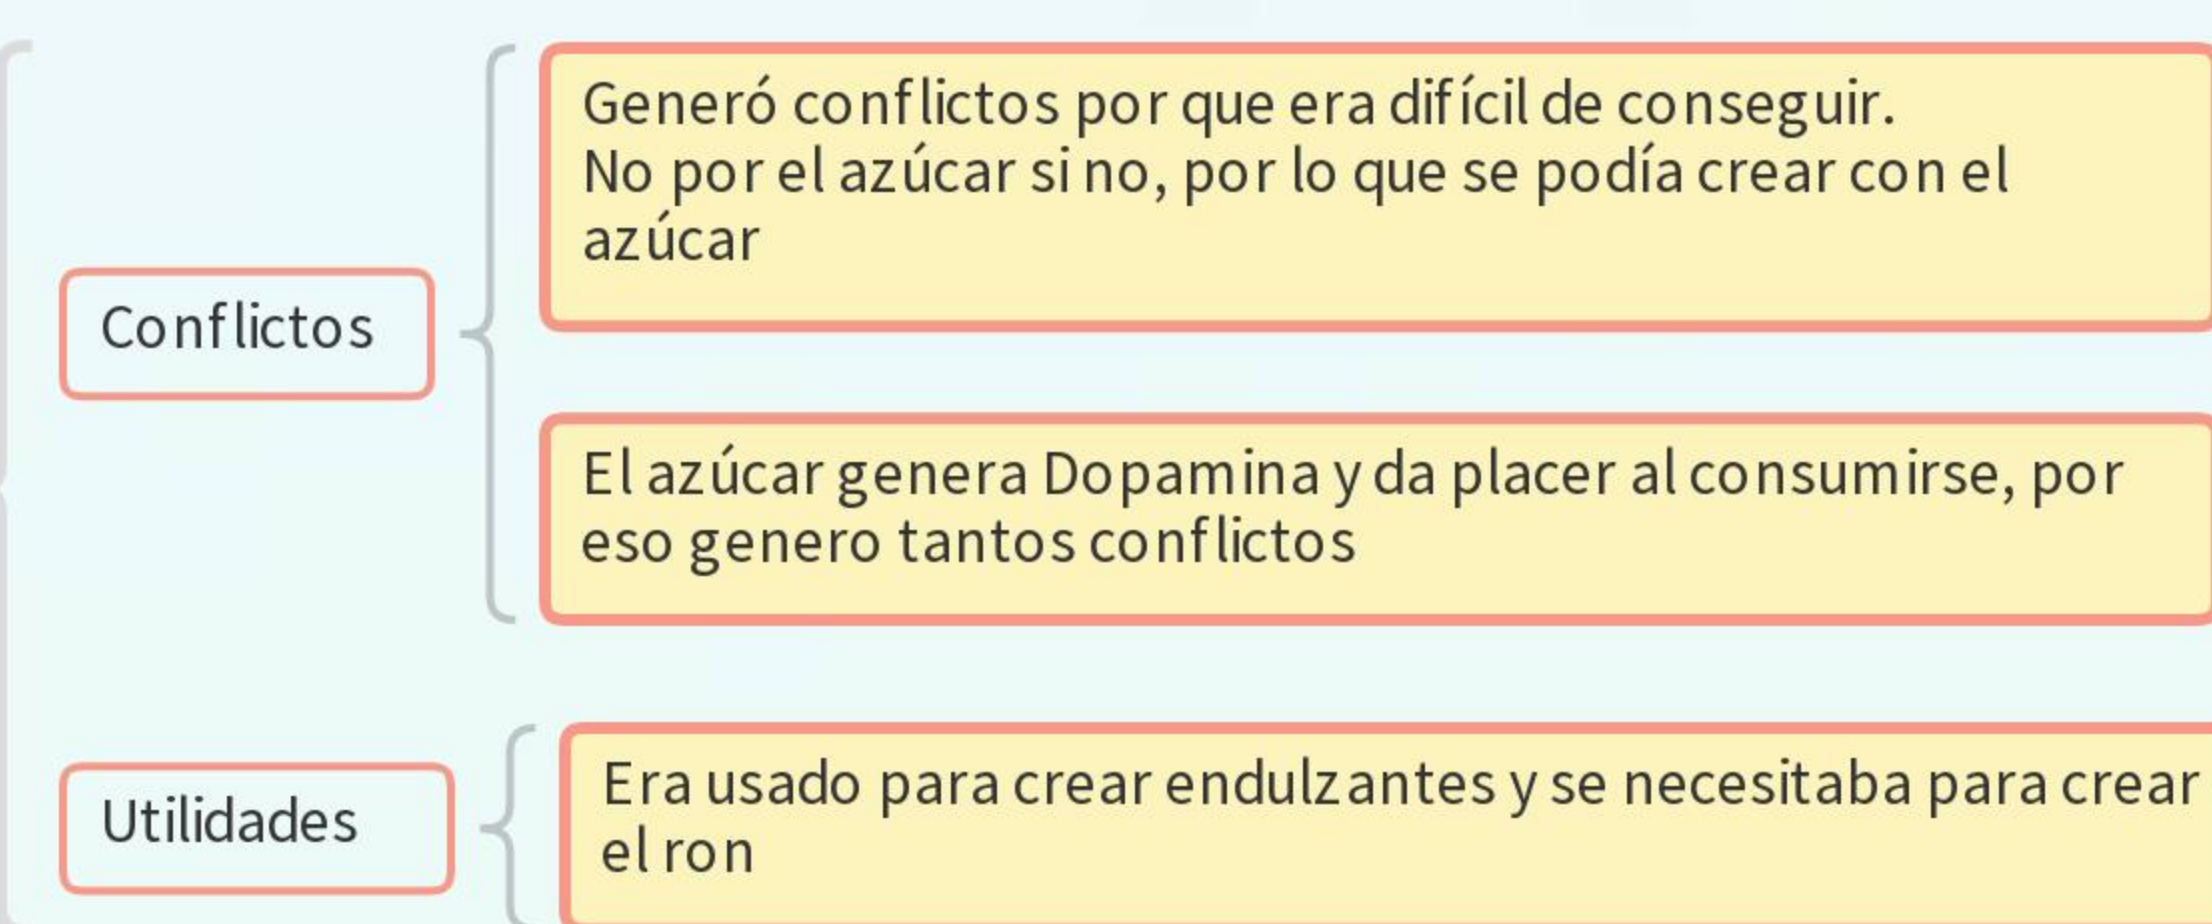 Generó conflictos por que era difícil de conseguir.
No por el azúcar si no, por lo que se podía crear con el
azúcar
Conflictos
El azúcar genera Dopamina y da placer al consumirse, por
eso genero tantos conflictos
Utilidades
Era usado para crear endulzantes y se necesitaba para crear
el ron